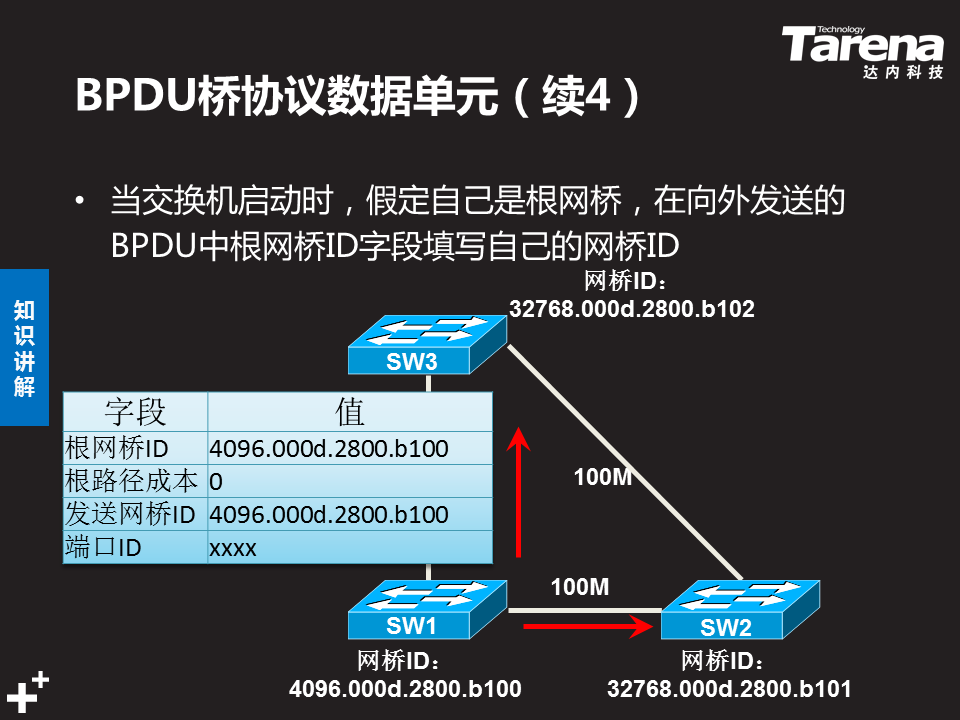 Technology
Tarena
达内科技
BPDU桥协议数据单元（续4）
• 当交换机启动时，假定自己是根网桥，在向外发送的
BPDU中根网桥ID字段填写自己的网桥ID
知识讲解
网桥ID：
32768.000d.2800.b102
SW3
字段 值
根网桥ID 4096.000d.2800.b100
根路径成本 0
发送网桥ID 4096.000d.2800.b100
端口ID xxxx
100M
100M
SW1
SW2
网桥ID：
4096.000d.2800.b100
网桥ID：
32768.000d.2800.b101